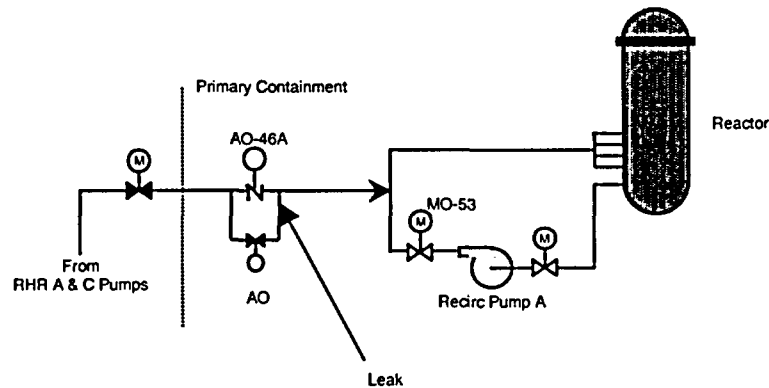 Primary Containment
Reactor
AO-46A
M
MO-53
M
M
From
RHR A & C Pumps
AO
Recirc Pump A
Leak